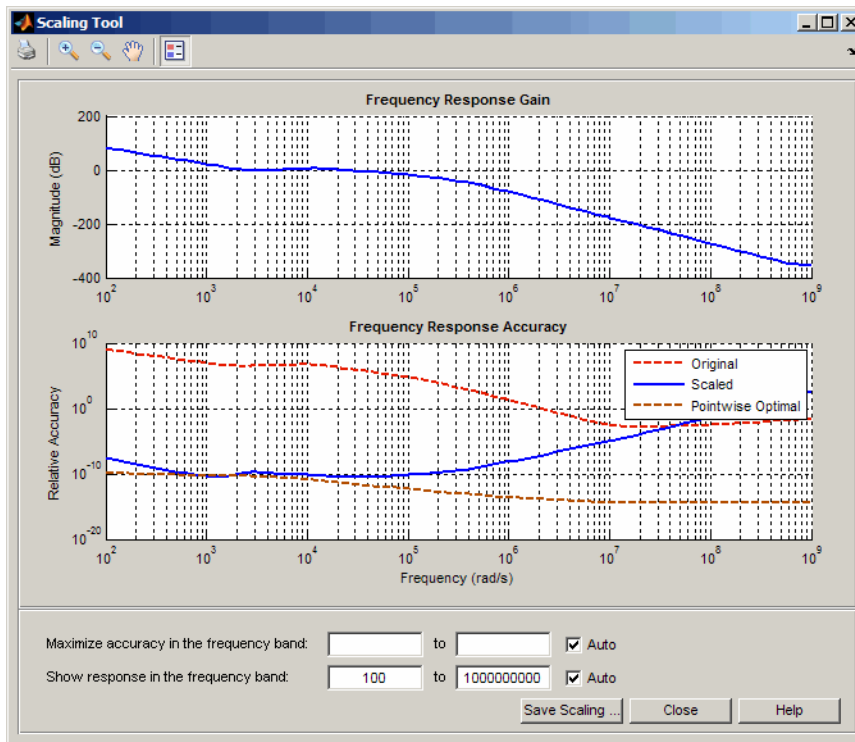 Scaling Tool
Frequency Response Gain
Magnitude (dB)
200
0
-200
-400
10^2 10^3 10^4 10^5 10^6 10^7 10^8 10^9
Frequency Response Accuracy
Relative Accuracy
10^10
10^0
10^-10
10^-20
Original
Scaled
Pointwise Optimal
10^2 10^3 10^4 10^5 10^6 10^7 10^8 10^9
Frequency (rad/s)
Maximize accuracy in the frequency band: to Auto
Show response in the frequency band: 100 to 1000000000 Auto
Save Scaling ... Close Help